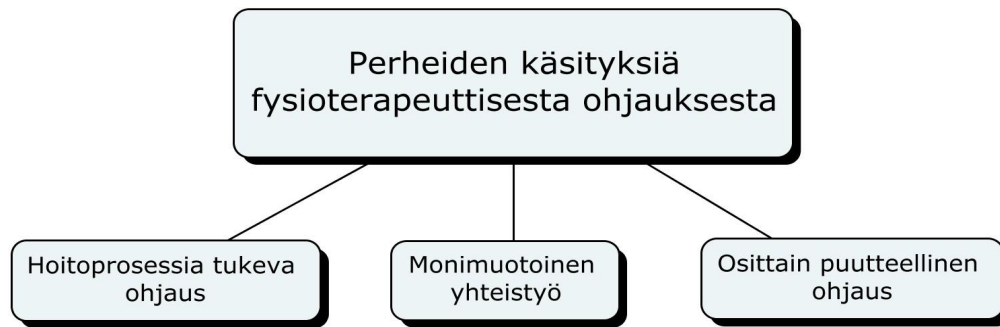 Perheiden käsityksiä
fysioterapeuttisesta ohjauksesta
Hoitoprosessia tukeva
ohjaus
Monimuotoinen
yhteistyö
Osittain puutteellinen
ohjaus